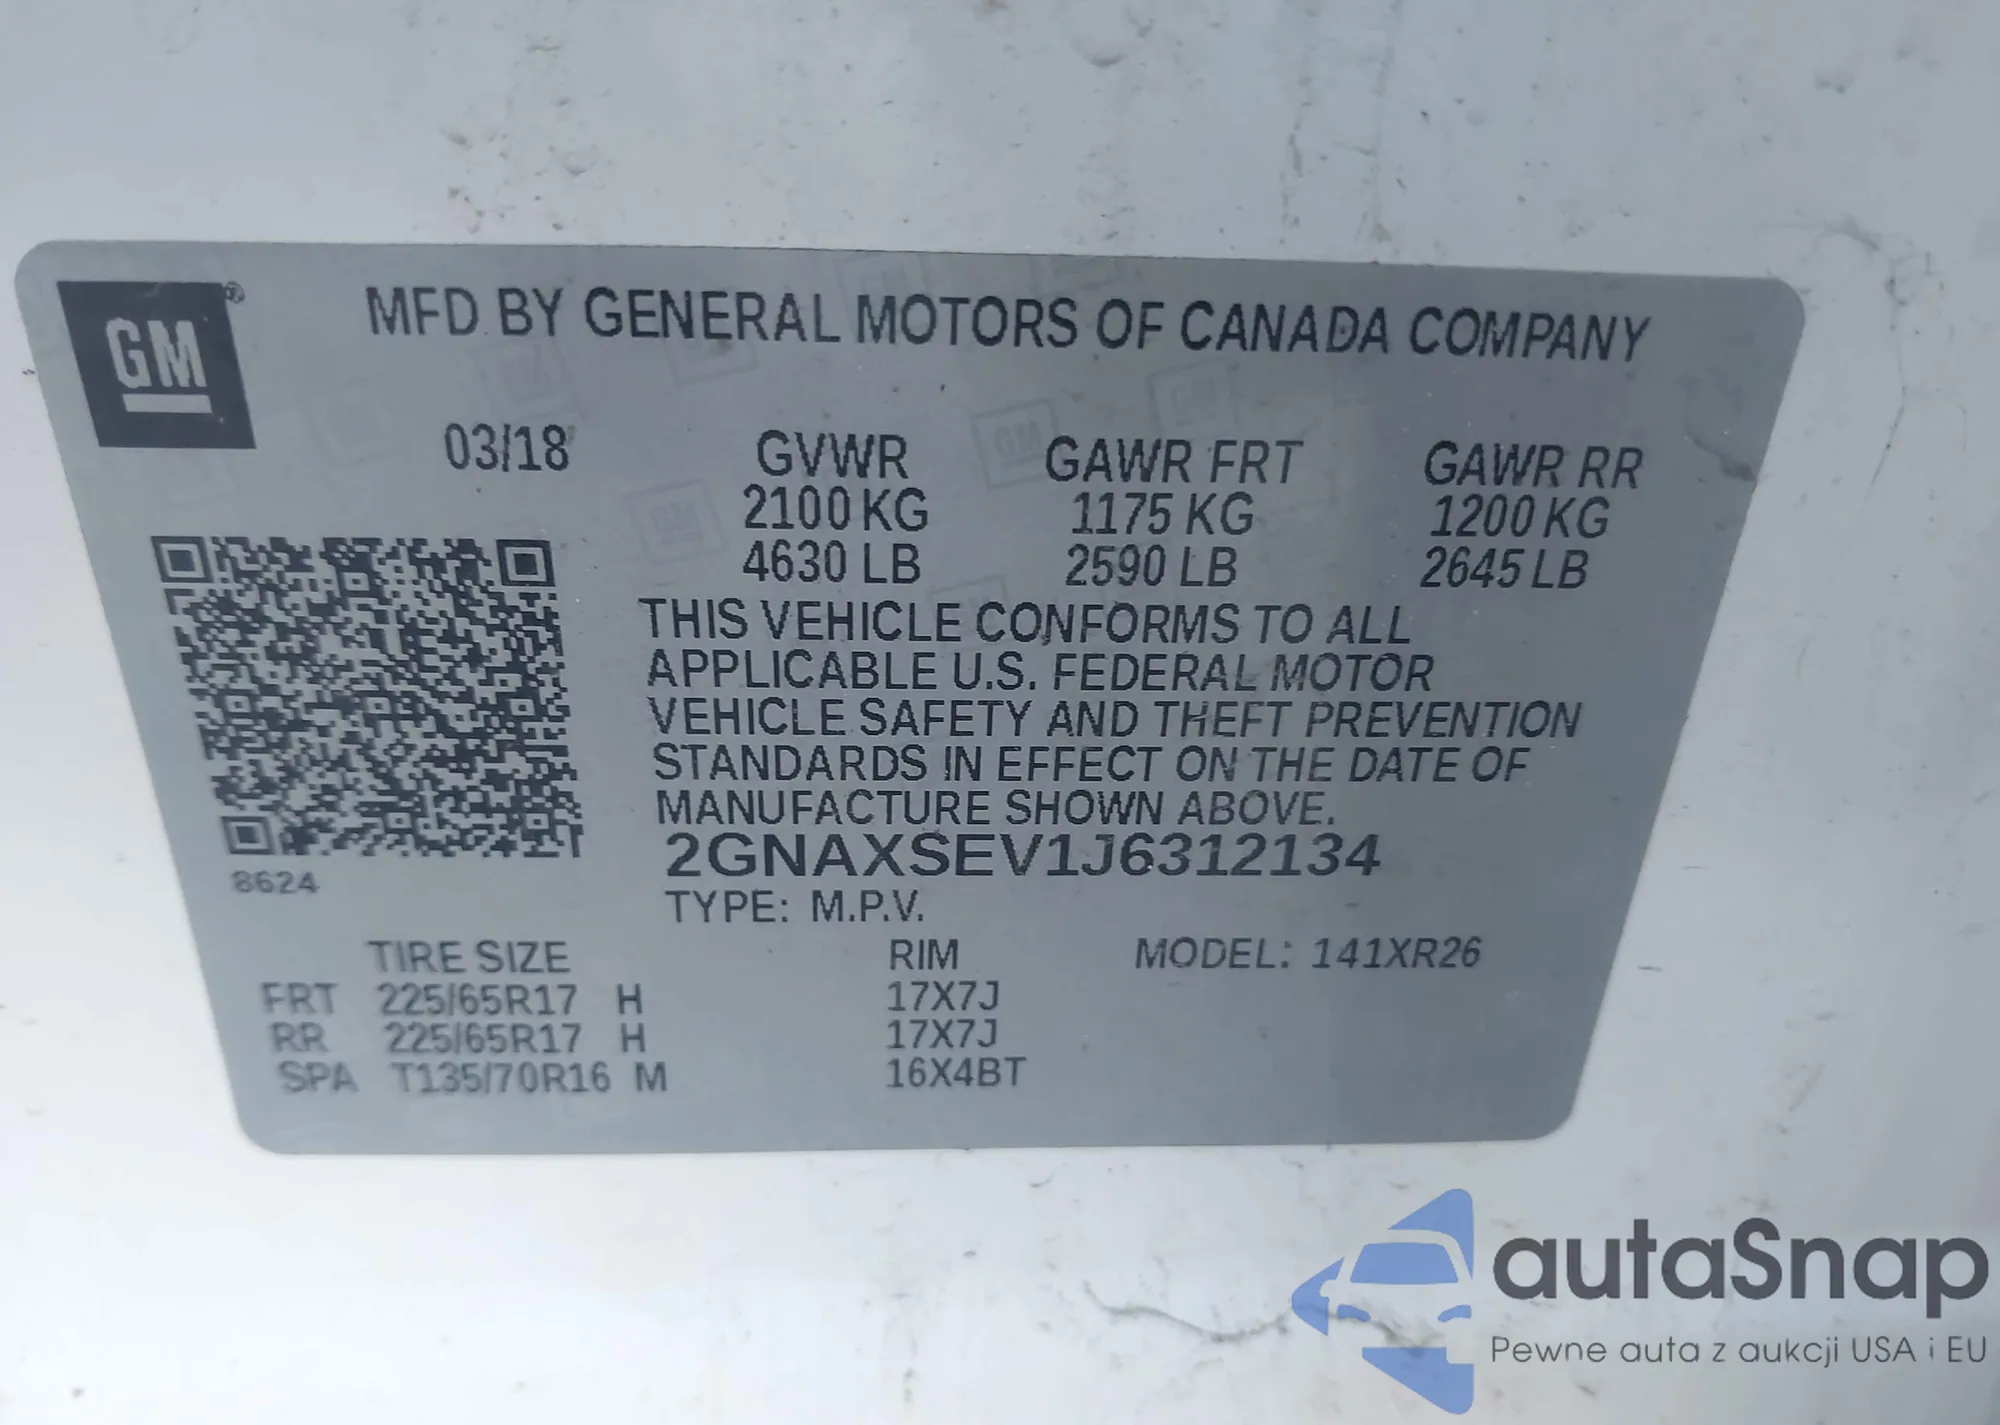 GM®
MFD BY GENERAL MOTORS OF CANADA COMPANY
03/18 GVWR GAWR FRT GAWR RR
2100 KG 1175 KG 1200 KG
4630 LB 2590 LB 2645 LB
THIS VEHICLE CONFORMS TO ALL
APPLICABLE U.S. FEDERAL MOTOR
VEHICLE SAFETY AND THEFT PREVENTION
STANDARDS IN EFFECT ON THE DATE OF
MANUFACTURE SHOWN ABOVE.
2GNAXSEV1J6312134
8624
TYPE: M.P.V.
TIRE SIZE RIM MODEL: 141XR26
FRT 225/65R17 H 17X7J
RR 225/65R17 H 17X7J
SPA T135/70R16 M 16X4BT
autaSnap
Pewne auta z aukcji USA i EU